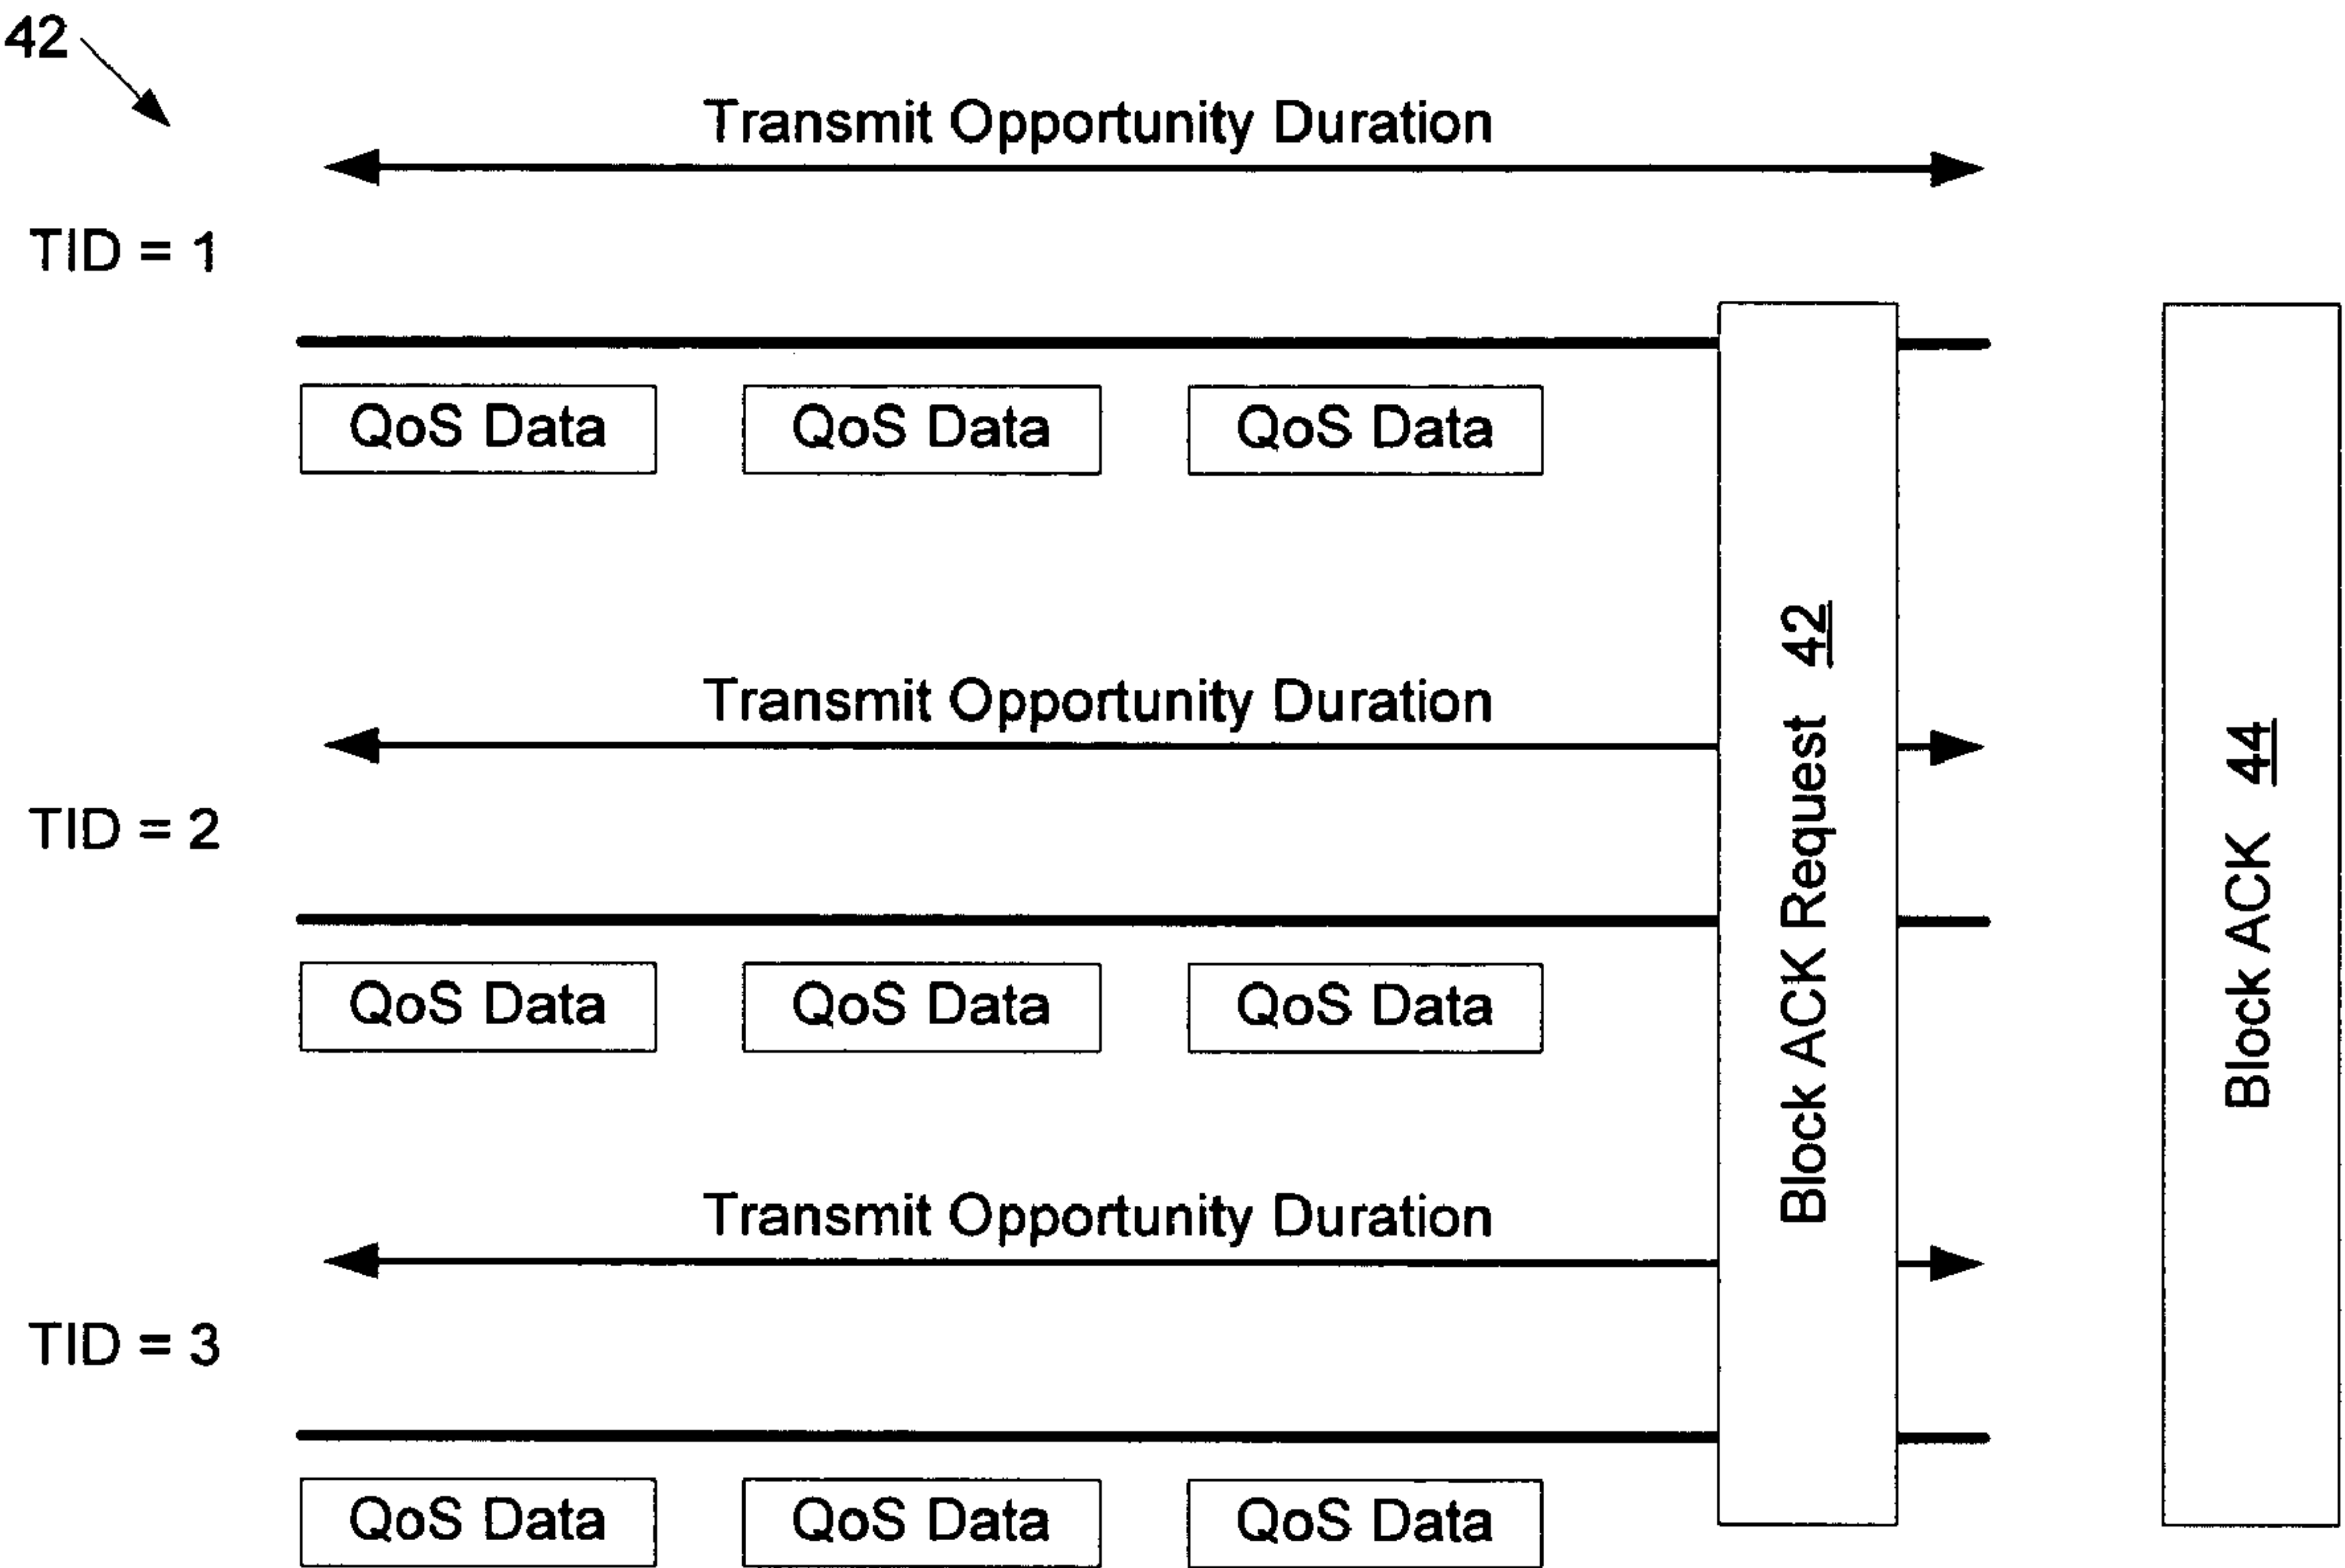 42
Transmit Opportunity Duration
TID = 1
QoS Data QoS Data QoS Data
Transmit Opportunity Duration
TID = 2
QoS Data QoS Data QoS Data
Transmit Opportunity Duration
TID = 3
QoS Data QoS Data QoS Data
Block ACK Request 42
Block ACK 44